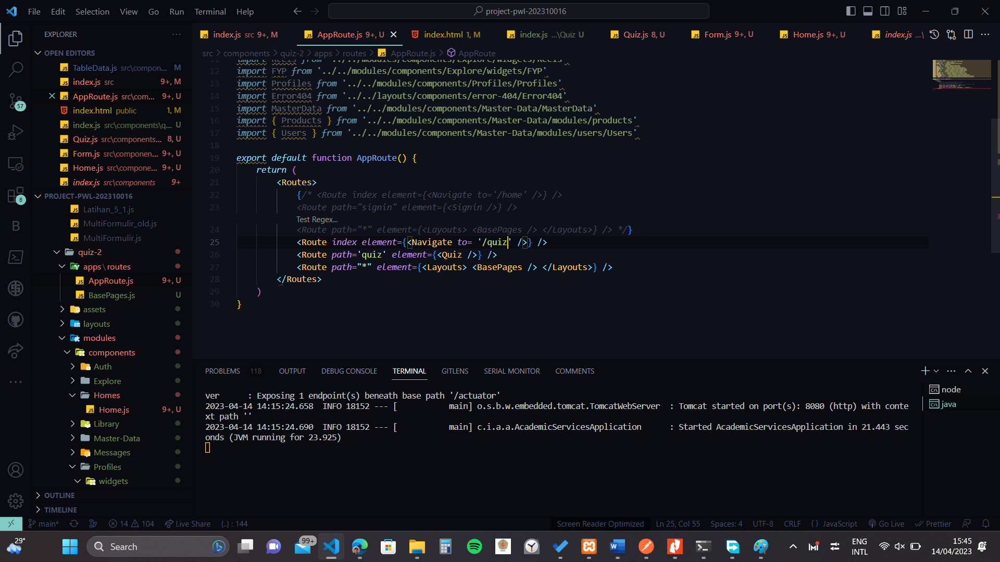 File Edit Selection View Go Run Terminal Help
project-pwl-202310016
EXPLORER
OPEN EDITORS
TableData.js src\compon... M
index.js src 9+, M
AppRoute.js src\com... 9+, U
index.html public 1, M
index.js src\components\q... U
Quiz.js src\components... 8, U
Form.js src\componen... 9+, U
Home.js src\compone... 9+, U
index.js src\components 9+
PROJECT-PWL-202310016
Latihan_5_1.js
MultiFormulir_old.js
MultiFormulir.js
quiz-2
apps\routes
AppRoute.js 9+, U
BasePages.js U
assets
layouts
modules
components
Auth
Explore
Homes
Home.js 9+, U
Library
Master-Data
Messages
Profiles
widgets
OUTLINE
TIMELINE
57
8
index.js src 9+, M
AppRoute.js 9+, U
index.html 1, M
index.js ...\Quiz U
Quiz.js 8, U
Form.js 9+, U
Home.js 9+, U
index.js ...\
src > components > quiz-2 > apps > routes > AppRoute.js > AppRoute
11 import Reels from '../../modules/components/Explore/widgets/Reels'
12 import FYP from '../../modules/components/Explore/widgets/FYP'
13 import Profiles from '../../modules/components/Profiles/Profiles'
14 import Error404 from '../../layouts/components/error-404/Error404'
15 import MasterData from '../../modules/components/Master-Data/MasterData'
16 import { Products } from '../../modules/components/Master-Data/modules/products'
17 import { Users } from '../../modules/components/Master-Data/modules/users/Users'
18
19 export default function AppRoute() {
20 return (
21 <Routes>
22 {/* <Route index element={<Navigate to='/home' />} />
23 <Route path="signin" element={<Signin />} />
Test Regex...
24 <Route path="*" element={<Layouts> <BasePages /> </Layouts>} /> */}
25 <Route index element={<Navigate to= '/quiz' />} />
26 <Route path='quiz' element={<Quiz />} />
27 <Route path="*" element={<Layouts> <BasePages /> </Layouts>} />
28 </Routes>
29 )
30 }
PROBLEMS 118 OUTPUT DEBUG CONSOLE TERMINAL GITLENS SERIAL MONITOR COMMENTS
ver : Exposing 1 endpoint(s) beneath base path '/actuator'
2023-04-14 14:15:24.658 INFO 18152 --- [ main] o.s.b.w.embedded.tomcat.TomcatWebServer : Tomcat started on port(s): 8080 (http) with conte
xt path ''
2023-04-14 14:15:24.690 INFO 18152 --- [ main] c.i.a.a.AcademicServicesApplication : Started AcademicServicesApplication in 21.443 sec
onds (JVM running for 23.925)
node
java
main* 14 104 Live Share {..} : 144
Screen Reader Optimized Ln 25, Col 55 Spaces: 4 UTF-8 CRLF {} JavaScript Go Live Prettier
29°
Search
99+
ENG
INTL
15:45
14/04/2023